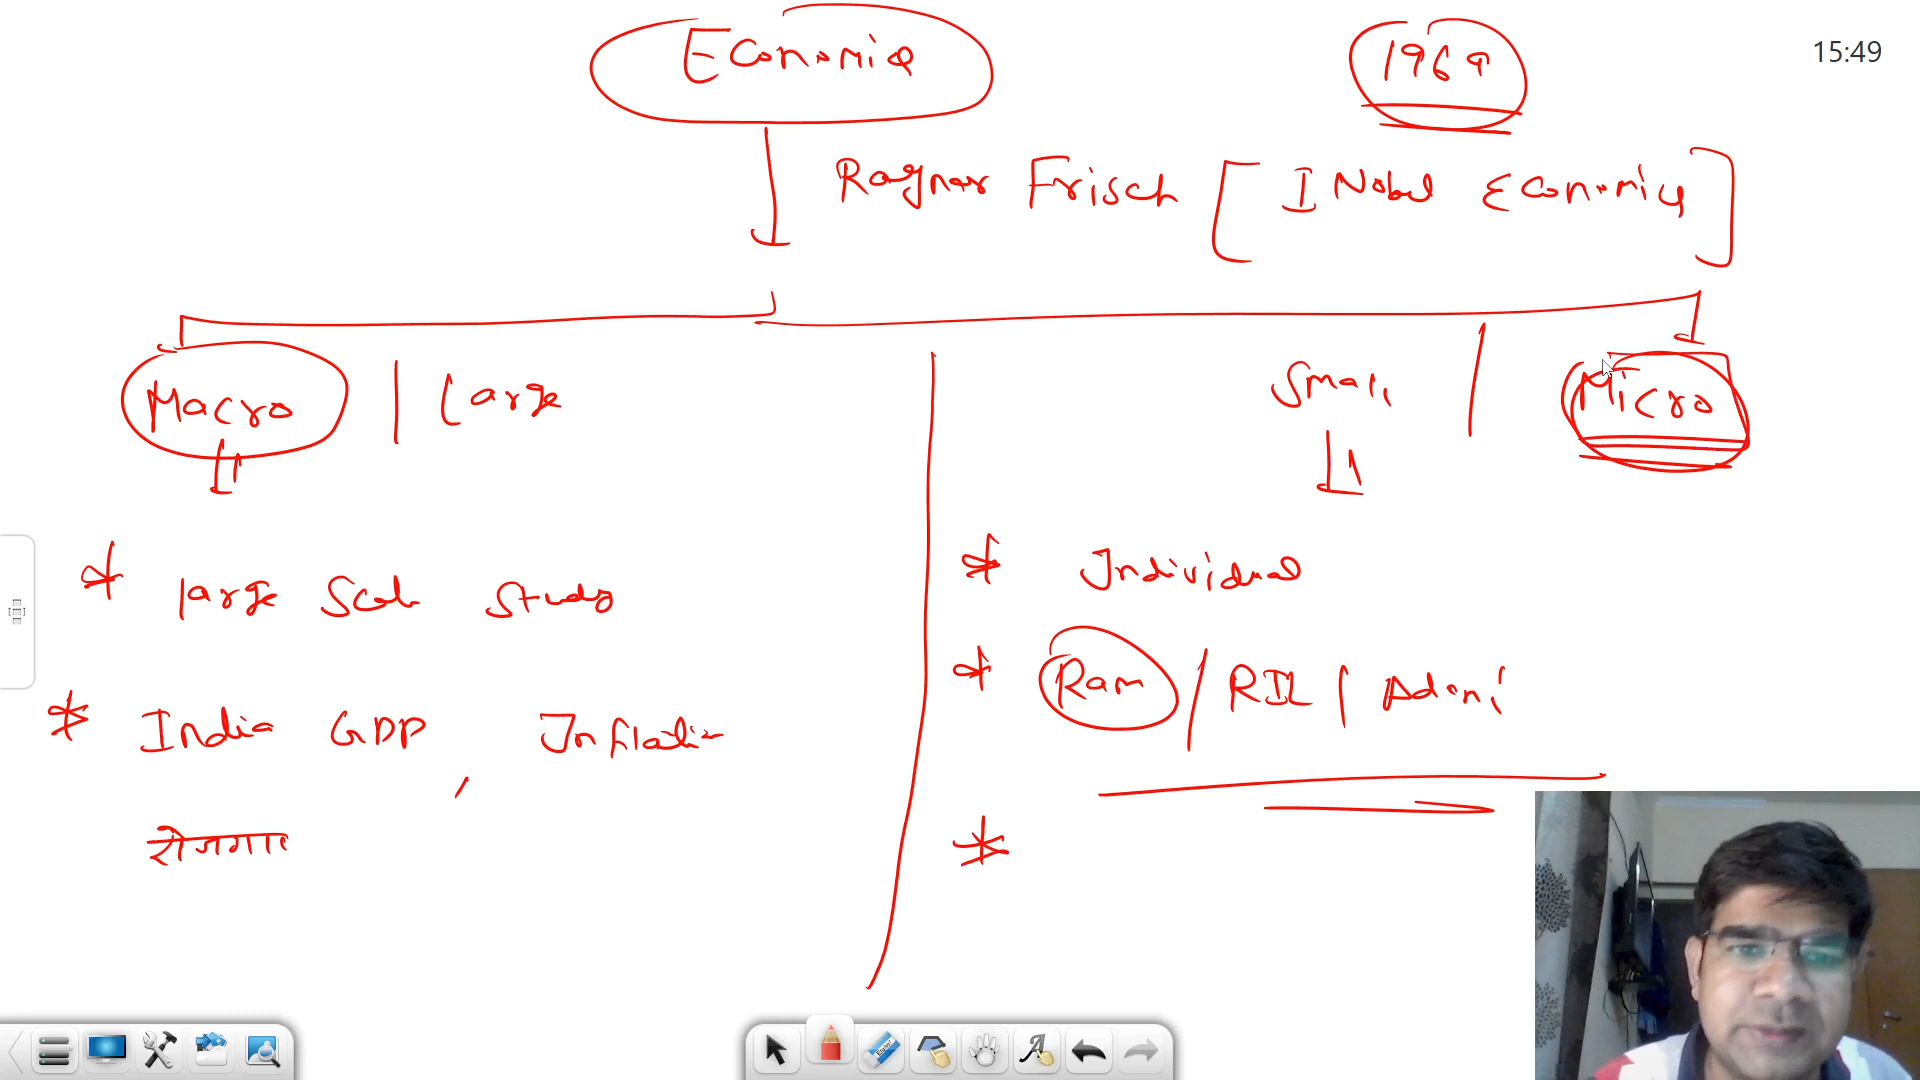 Economics
1969
15:49
Ragnar Frisch [I Nobel Economics]
Macro | Large
Small | Micro
* large Scale Study
* India GDP, Inflation
रोजगार
* Individual
* Ram / RIL / Adani
*